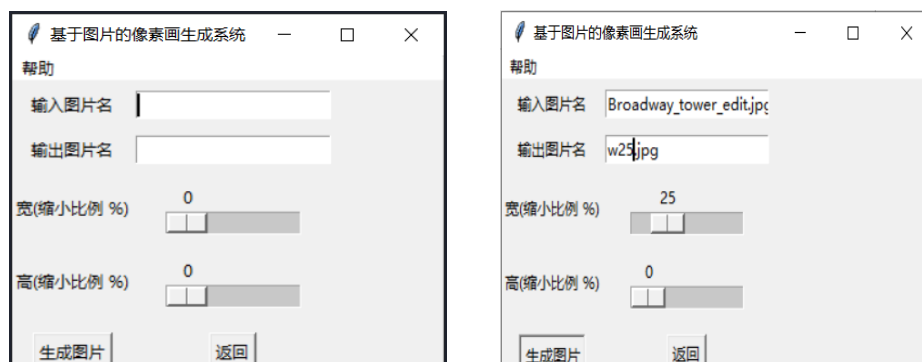 基于图片的像素画生成系统
帮助
输入图片名
输出图片名
0
宽(缩小比例 %)
0
高(缩小比例 %)
生成图片 返回
基于图片的像素画生成系统
帮助
输入图片名 Broadway_tower_edit.jpg
输出图片名 w25.jpg
25
宽(缩小比例 %)
0
高(缩小比例 %)
生成图片 返回